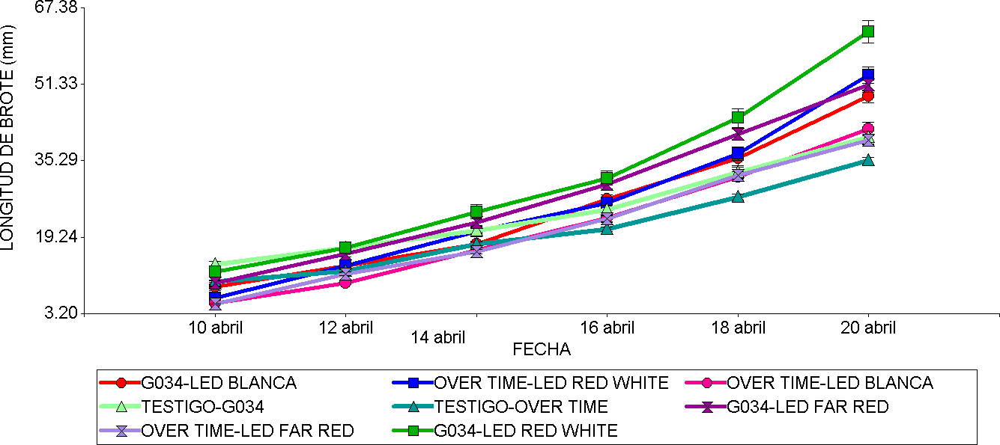 67.38
51.33
35.29
19.24
3.20
LONGITUD DE BROTE (mm)
10 abril 12 abril 14 abril 16 abril 18 abril 20 abril
FECHA
G034-LED BLANCA OVER TIME-LED RED WHITE OVER TIME-LED BLANCA
TESTIGO-G034 TESTIGO-OVER TIME G034-LED FAR RED
OVER TIME-LED FAR RED G034-LED RED WHITE